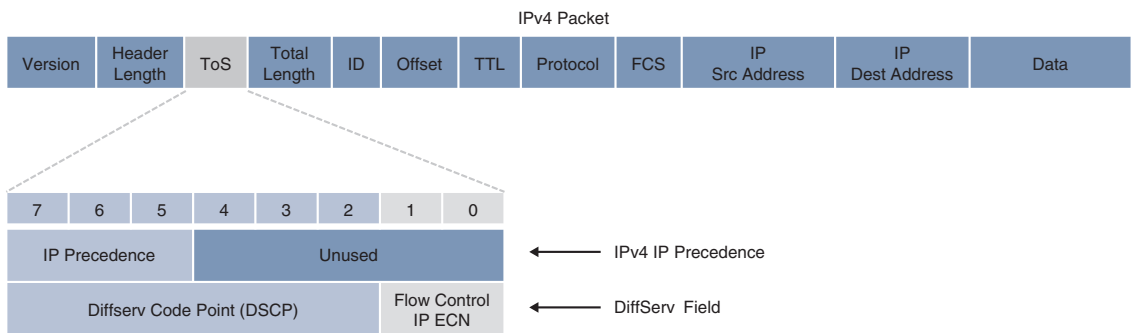 IPv4 Packet
Version
Header
Length
ToS
Total
Length
ID
Offset
TTL
Protocol
FCS
IP
Src Address
IP
Dest Address
Data
7 6 5 4 3 2 1 0
IP Precedence
Unused
IPv4 IP Precedence
Diffserv Code Point (DSCP)
Flow Control
IP ECN
DiffServ Field